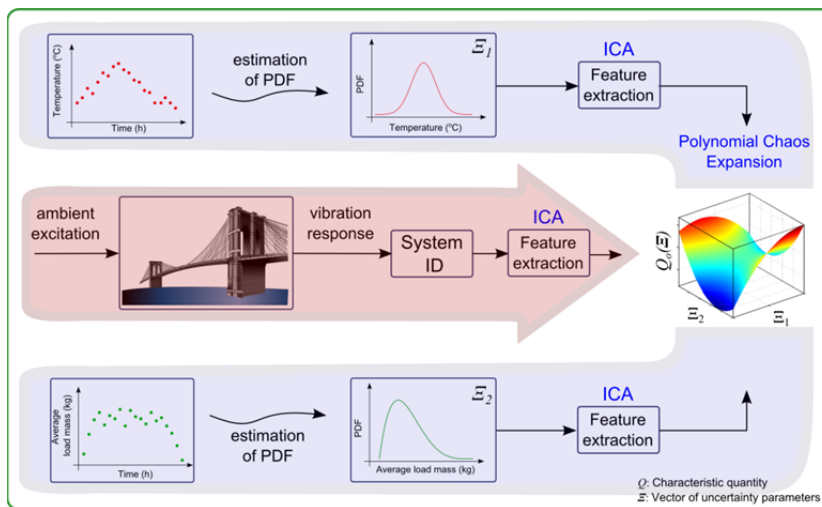 Temperature (ºC)
Time (h)
estimation
of PDF
Ξ1
PDF
Temperature (ºC)
ICA
Feature
extraction
Polynomial Chaos
Expansion
ambient
excitation
vibration
response
System
ID
ICA
Feature
extraction
Qo(Ξ)
Ξ2
Ξ1
Average
load mass (kg)
Time (h)
estimation
of PDF
Ξ2
PDF
Average load mass (kg)
ICA
Feature
extraction
Q: Characteristic quantity
Ξ: Vector of uncertainty parameters